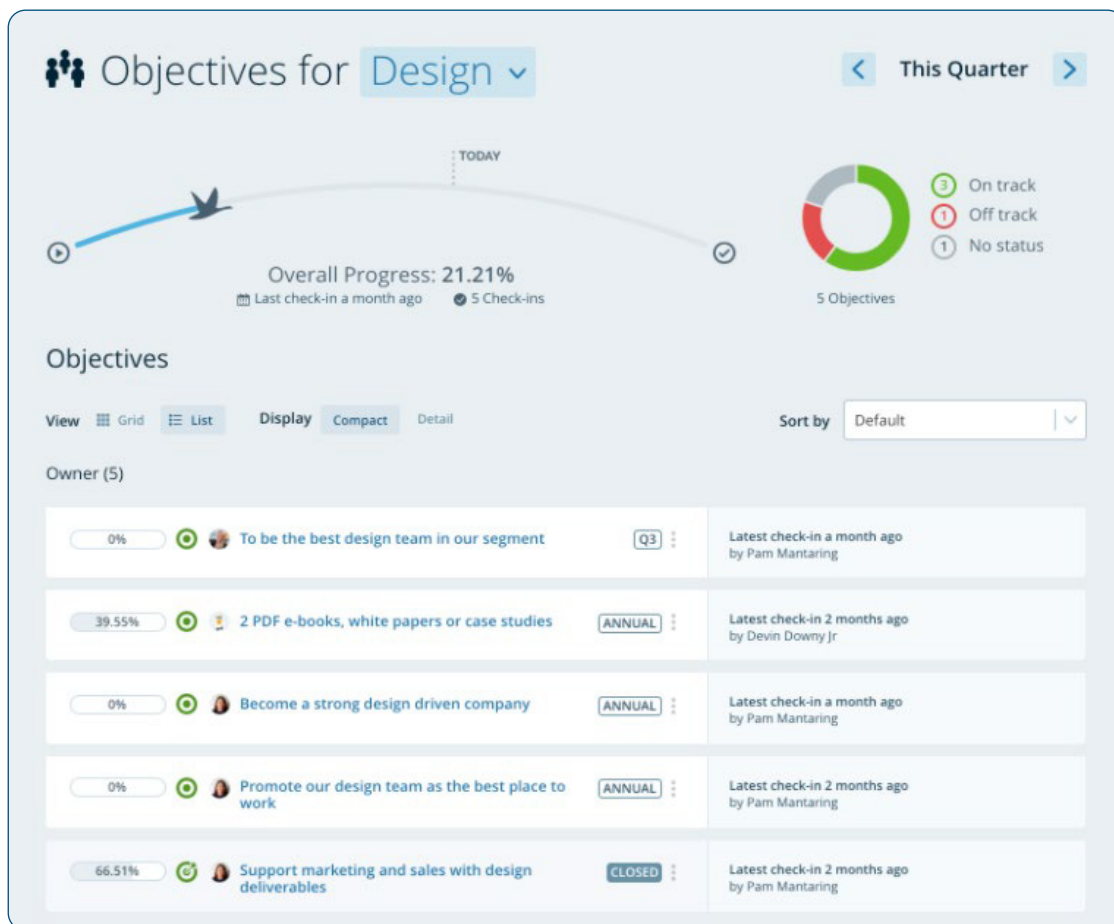 Objectives for Design
This Quarter
TODAY
Overall Progress: 21.21%
Last check-in a month ago 5 Check-ins
3 On track
1 Off track
1 No status
5 Objectives
Objectives
View Grid List Display Compact Detail Sort by Default
Owner (5)
0% To be the best design team in our segment Q3
Latest check-in a month ago
by Pam Mantaring
39.55% 2 PDF e-books, white papers or case studies ANNUAL
Latest check-in 2 months ago
by Devin Downy Jr
0% Become a strong design driven company ANNUAL
Latest check-in a month ago
by Pam Mantaring
0% Promote our design team as the best place to
work
ANNUAL
Latest check-in 2 months ago
by Pam Mantaring
66.51% Support marketing and sales with design
deliverables
CLOSED
Latest check-in 2 months ago
by Pam Mantaring